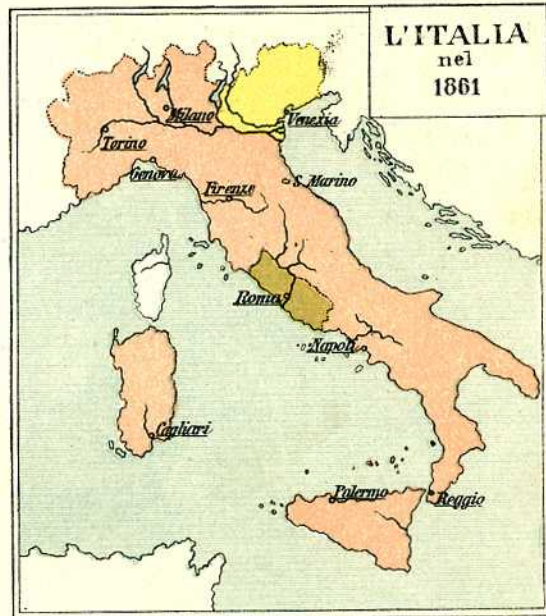 L'ITALIA
nel
1861
Milano
Venezia
Torino
Genova
Firenze
S. Marino
Roma
Napoli
Cagliari
Palermo
Reggio